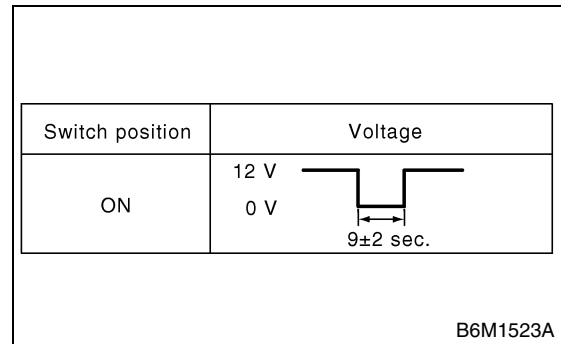 Switch position Voltage
ON
12 V
0 V
9±2 sec.
B6M1523A